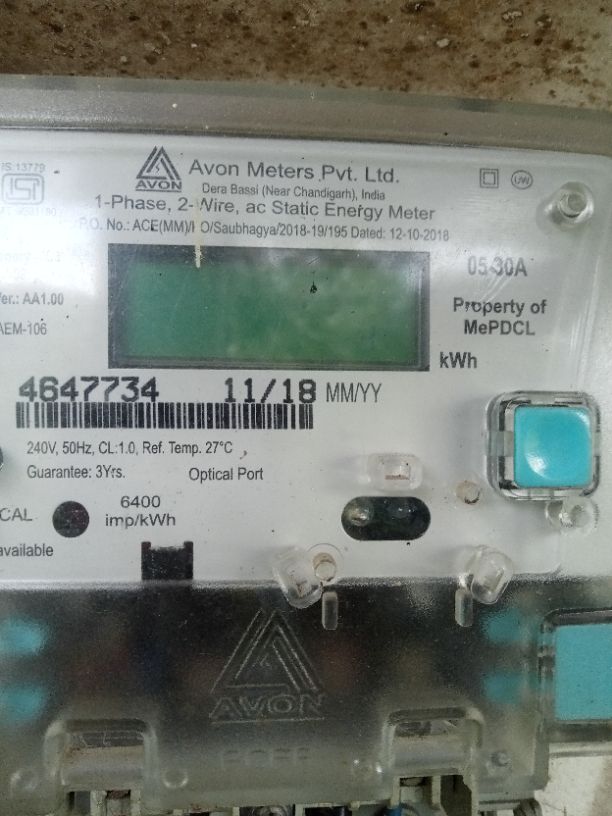 IS:13779
ISI
AVON
Avon Meters Pvt. Ltd.
Dera Bassi (Near Chandigarh), India
1-Phase, 2-Wire, ac Static Energy Meter
P.O. No.: ACE(MM)/HO/Saubhagya/2018-19/195 Dated: 12-10-2018
05-30A
Ver.: AA1.00
Property of
MePDCL
AEM-106
kWh
4647734 11/18 MM/YY
240V, 50Hz, CL:1.0, Ref. Temp. 27°C
Guarantee: 3Yrs. Optical Port
CAL 6400
imp/kWh
available
AVON